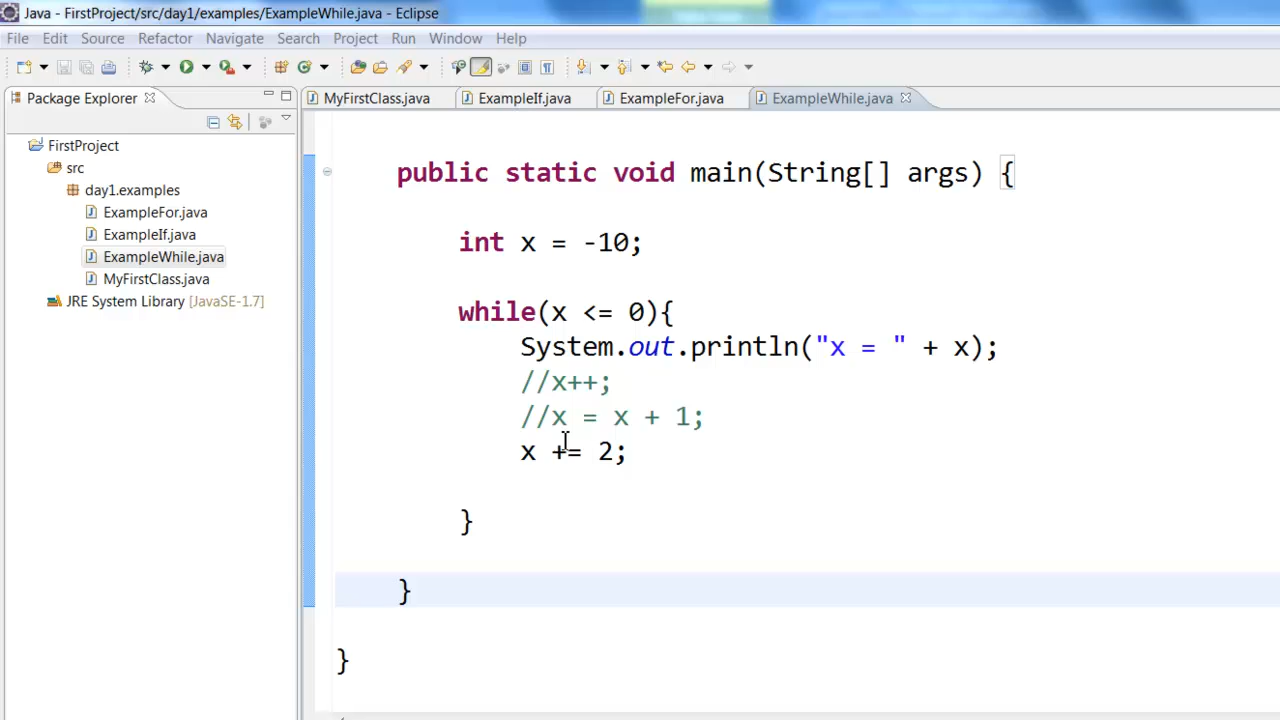 Java - FirstProject/src/day1/examples/ExampleWhile.java - Eclipse
File Edit Source Refactor Navigate Search Project Run Window Help
Package Explorer
MyFirstClass.java ExampleIf.java ExampleFor.java ExampleWhile.java
FirstProject
src
day1.examples
ExampleFor.java
ExampleIf.java
ExampleWhile.java
MyFirstClass.java
JRE System Library [JavaSE-1.7]
public static void main(String[] args) {
int x = -10;
while(x <= 0){
System.out.println("x = " + x);
//x++;
//x = x + 1;
x += 2;
}
}
}